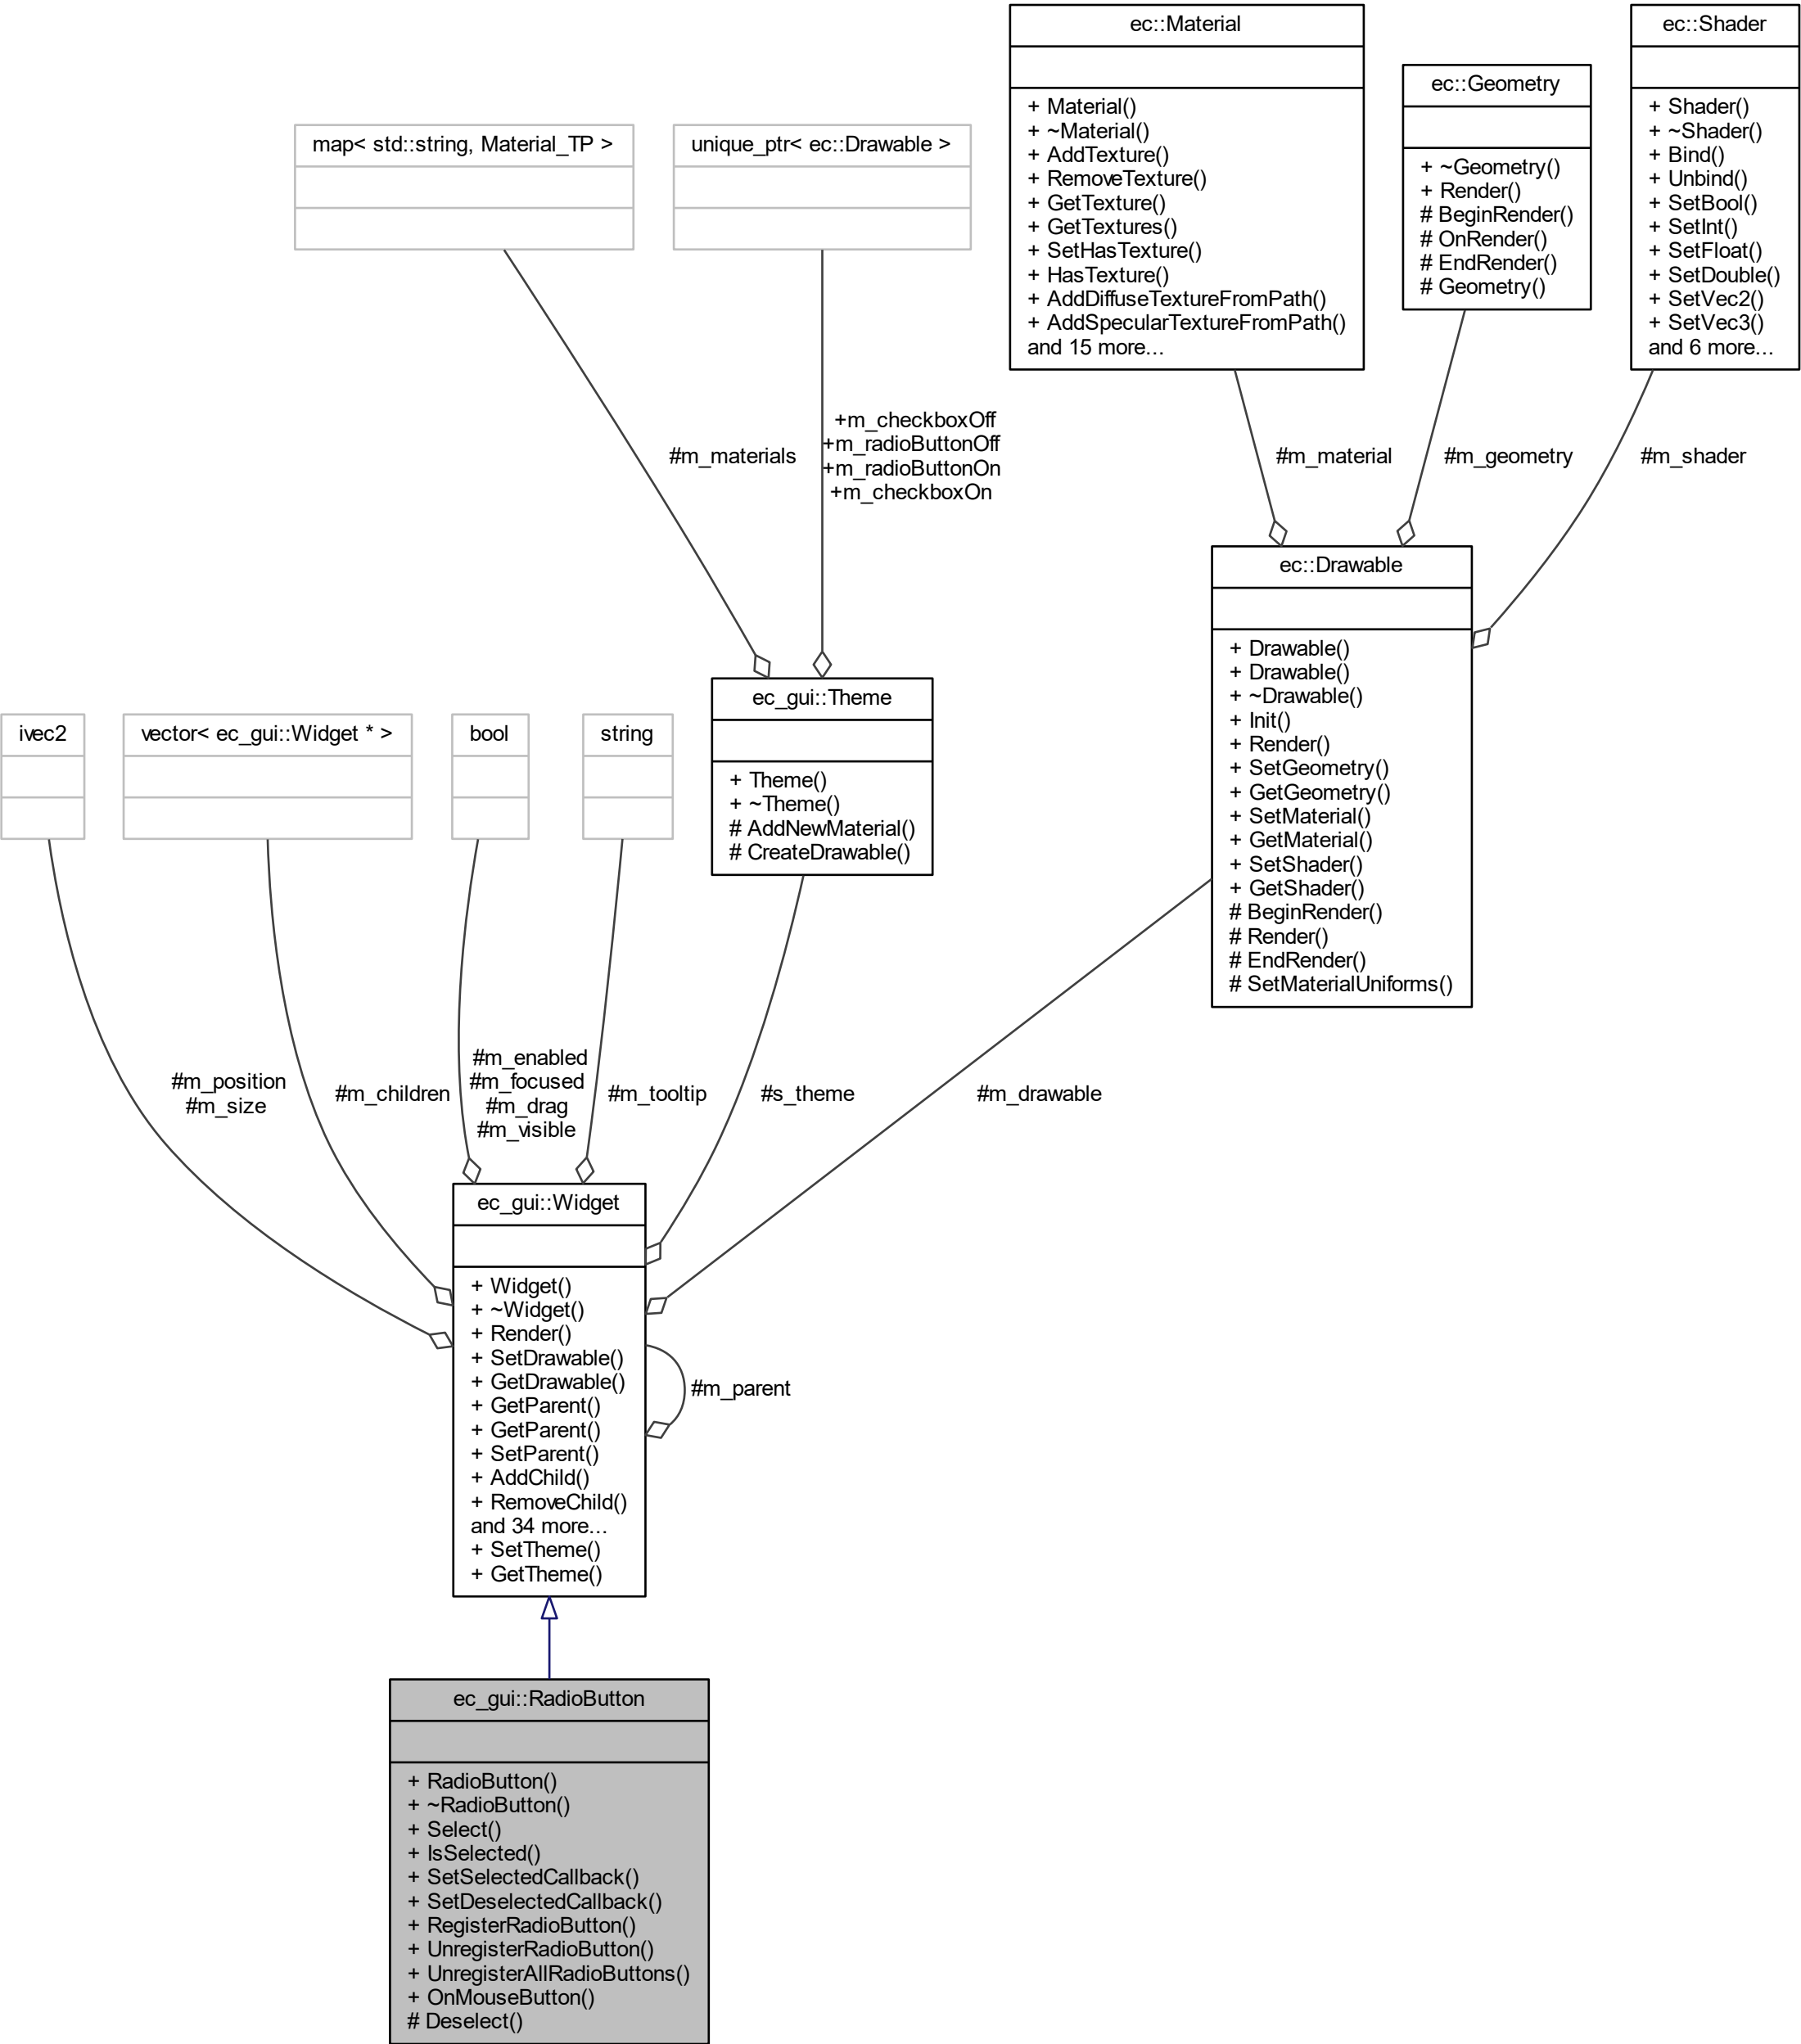 ec::Material
+ Material()
+ ~Material()
+ AddTexture()
+ RemoveTexture()
+ GetTexture()
+ GetTextures()
+ SetHasTexture()
+ HasTexture()
+ AddDiffuseTextureFromPath()
+ AddSpecularTextureFromPath()
and 15 more...
ec::Geometry
+ ~Geometry()
+ Render()
# BeginRender()
# OnRender()
# EndRender()
# Geometry()
ec::Shader
+ Shader()
+ ~Shader()
+ Bind()
+ Unbind()
+ SetBool()
+ SetInt()
+ SetFloat()
+ SetDouble()
+ SetVec2()
+ SetVec3()
and 6 more...
map< std::string, Material_TP >
unique_ptr< ec::Drawable >
#m_materials
+m_checkboxOff
+m_radioButtonOff
+m_radioButtonOn
+m_checkboxOn
#m_material
#m_geometry
#m_shader
ec::Drawable
+ Drawable()
+ Drawable()
+ ~Drawable()
+ Init()
+ Render()
+ SetGeometry()
+ GetGeometry()
+ SetMaterial()
+ GetMaterial()
+ SetShader()
+ GetShader()
# BeginRender()
# Render()
# EndRender()
# SetMaterialUniforms()
ivec2
vector< ec_gui::Widget * >
bool
string
ec_gui::Theme
+ Theme()
+ ~Theme()
# AddNewMaterial()
# CreateDrawable()
#m_position
#m_size
#m_children
#m_enabled
#m_focused
#m_drag
#m_visible
#m_tooltip
#s_theme
#m_drawable
ec_gui::Widget
+ Widget()
+ ~Widget()
+ Render()
+ SetDrawable()
+ GetDrawable()
+ GetParent()
+ GetParent()
+ SetParent()
+ AddChild()
+ RemoveChild()
and 34 more...
+ SetTheme()
+ GetTheme()
#m_parent
ec_gui::RadioButton
+ RadioButton()
+ ~RadioButton()
+ Select()
+ IsSelected()
+ SetSelectedCallback()
+ SetDeselectedCallback()
+ RegisterRadioButton()
+ UnregisterRadioButton()
+ UnregisterAllRadioButtons()
+ OnMouseButton()
# Deselect()